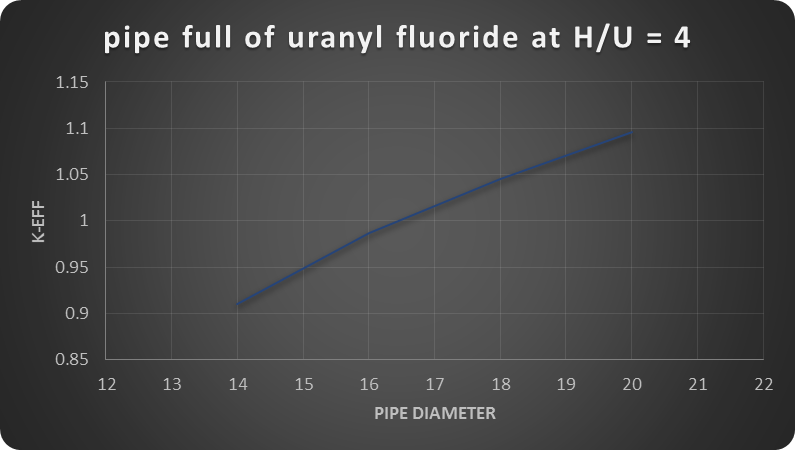 pipe full of uranyl fluoride at H/U = 4
1.15
1.1
1.05
1
0.95
0.9
0.85
K-EFF
12 13 14 15 16 17 18 19 20 21 22
PIPE DIAMETER